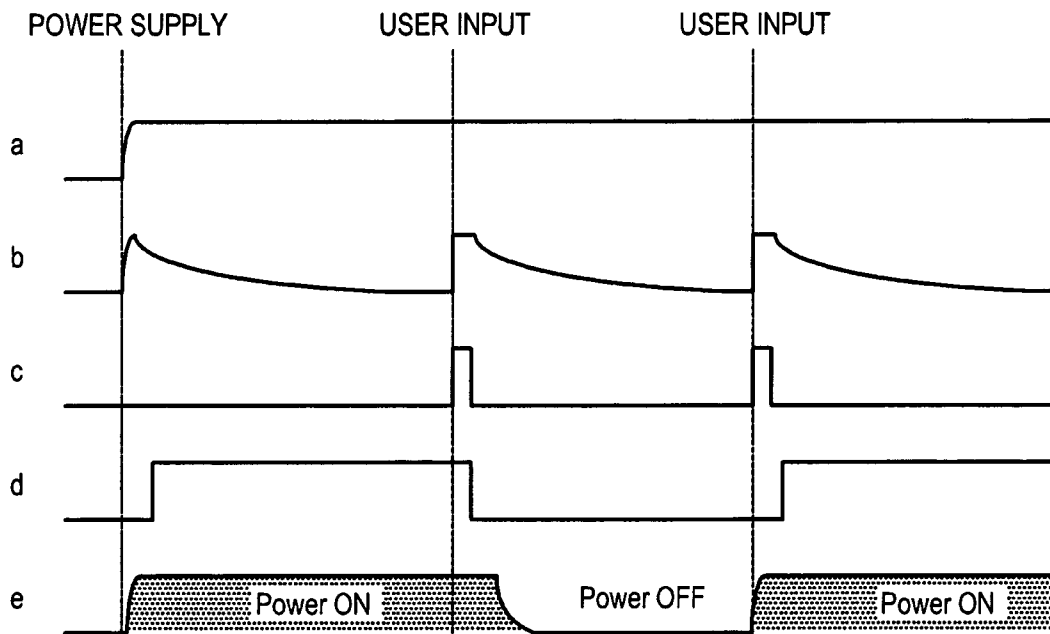 POWER SUPPLY USER INPUT USER INPUT
a
b
c
d
e Power ON Power OFF Power ON